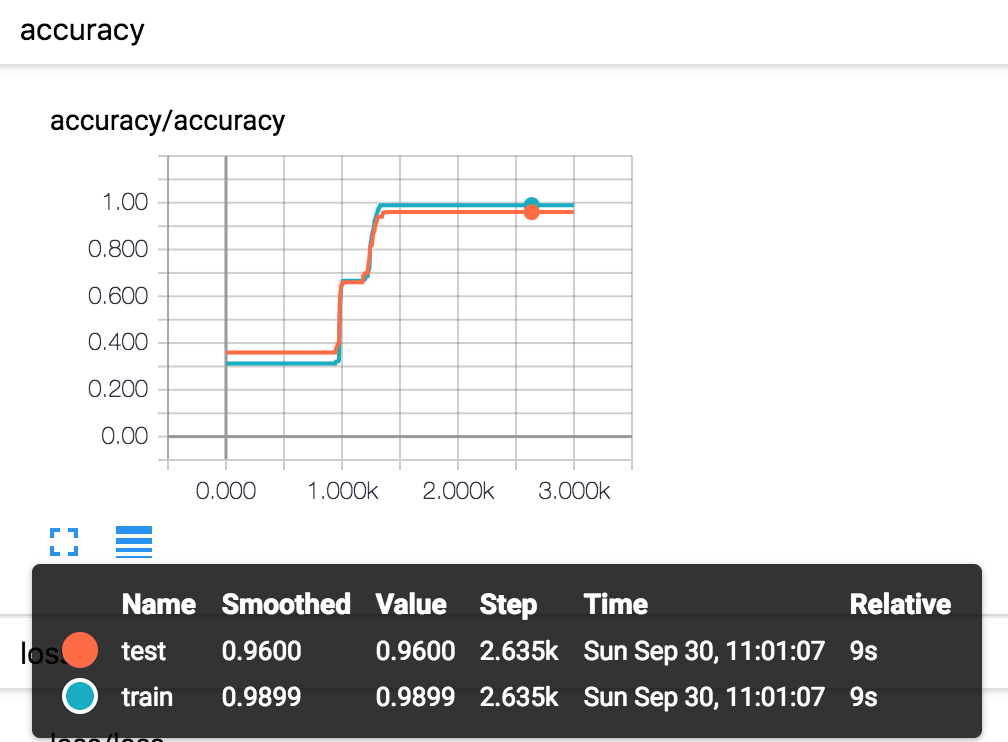 accuracy
accuracy/accuracy
1.00
0.800
0.600
0.400
0.200
0.00
0.000 1.000k 2.000k 3.000k
Name Smoothed Value Step Time Relative
test 0.9600 0.9600 2.635k Sun Sep 30, 11:01:07 9s
train 0.9899 0.9899 2.635k Sun Sep 30, 11:01:07 9s
loss/loss